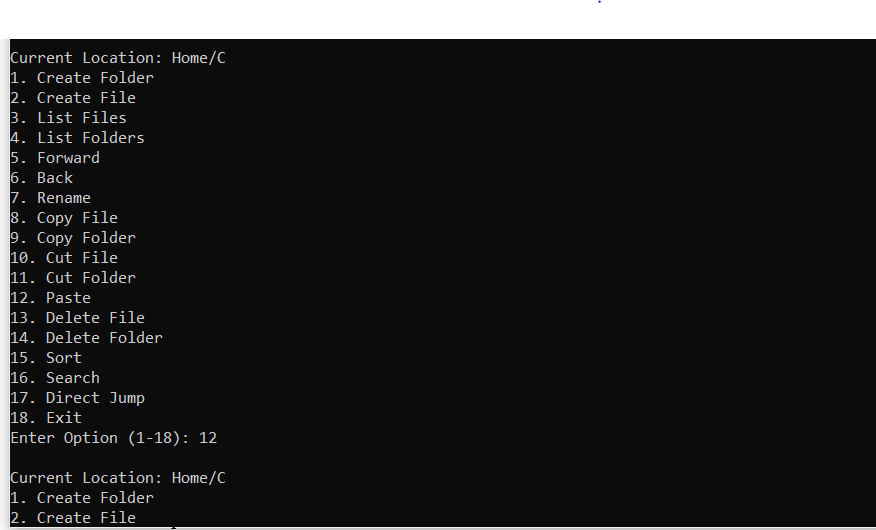 Current Location: Home/C
1. Create Folder
2. Create File
3. List Files
4. List Folders
5. Forward
6. Back
7. Rename
8. Copy File
9. Copy Folder
10. Cut File
11. Cut Folder
12. Paste
13. Delete File
14. Delete Folder
15. Sort
16. Search
17. Direct Jump
18. Exit
Enter Option (1-18): 12
Current Location: Home/C
1. Create Folder
2. Create File